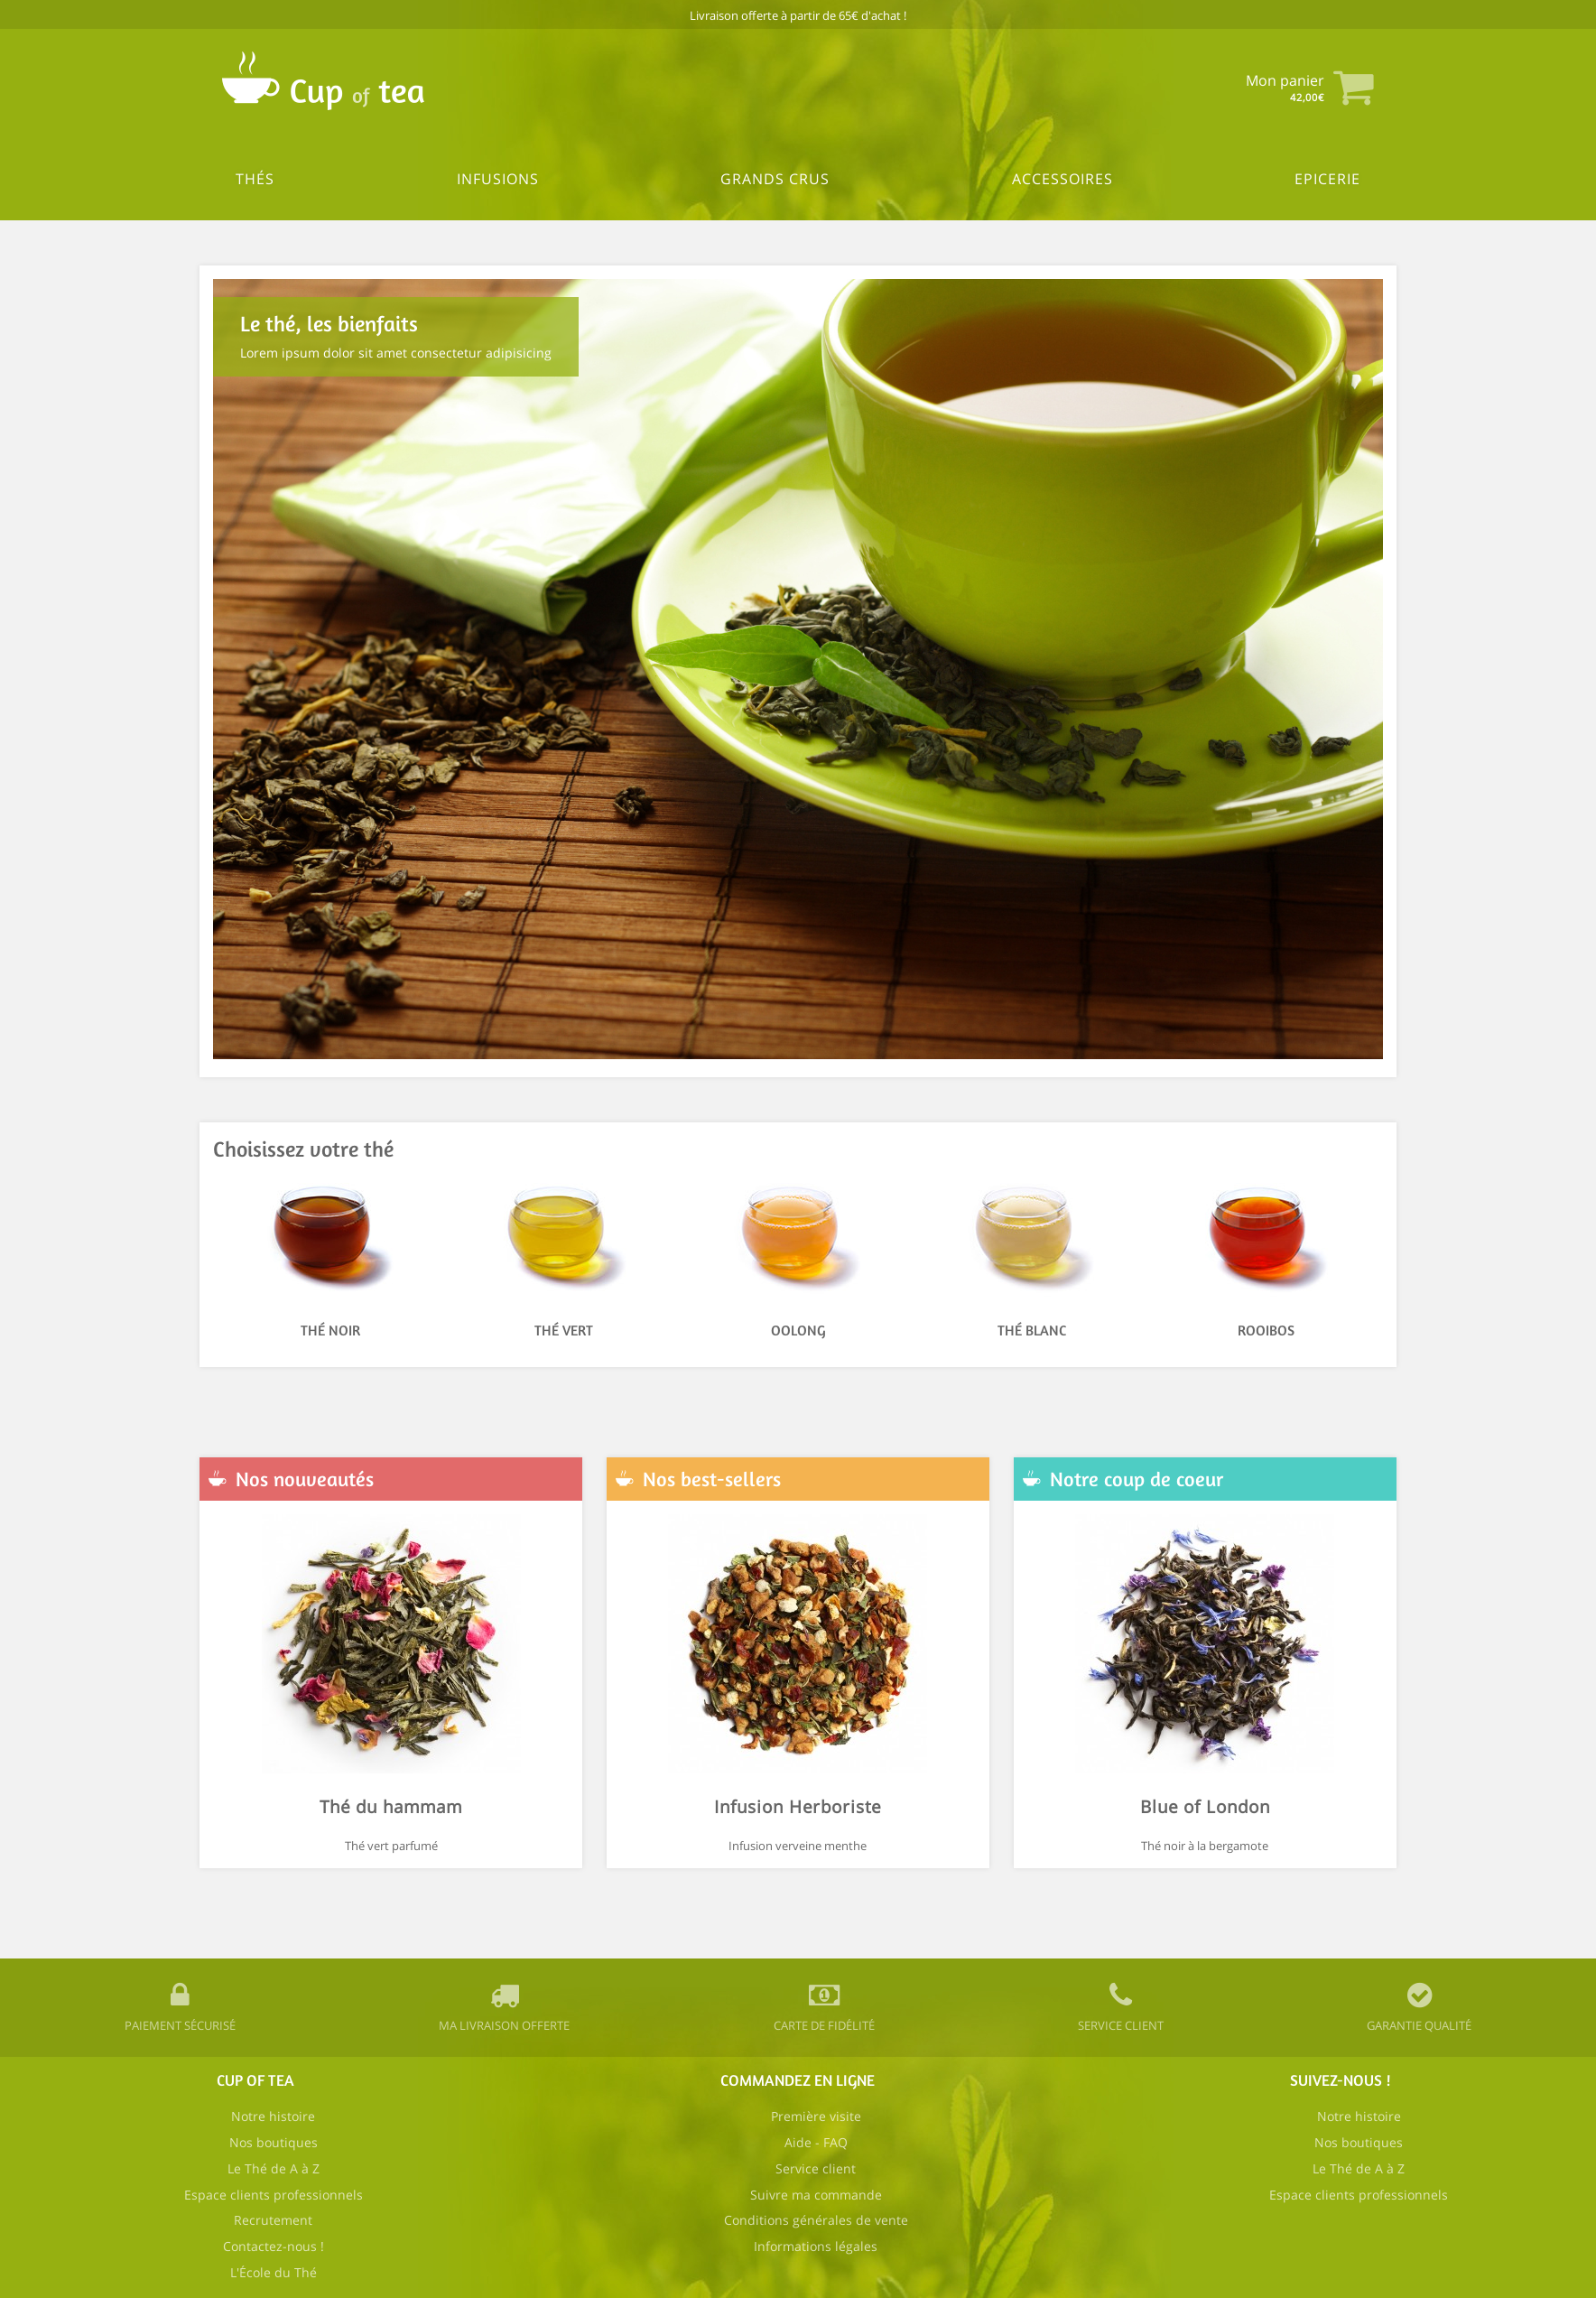 Livraison offerte à partir de 65€ d'achat !
Cup of tea
Mon panier
42,00€
THÉS INFUSIONS GRANDS CRUS ACCESSOIRES EPICERIE
Le thé, les bienfaits
Lorem ipsum dolor sit amet consectetur adipisicing
Choisissez votre thé
THÉ NOIR THÉ VERT OOLONG THÉ BLANC ROOIBOS
Nos nouveautés
Thé du hammam
Thé vert parfumé
Nos best-sellers
Infusion Herboriste
Infusion verveine menthe
Notre coup de coeur
Blue of London
Thé noir à la bergamote
PAIEMENT SÉCURISÉ
MA LIVRAISON OFFERTE
1
CARTE DE FIDÉLITÉ
SERVICE CLIENT
GARANTIE QUALITÉ
CUP OF TEA
Notre histoire
Nos boutiques
Le Thé de A à Z
Espace clients professionnels
Recrutement
Contactez-nous !
L'École du Thé
COMMANDEZ EN LIGNE
Première visite
Aide - FAQ
Service client
Suivre ma commande
Conditions générales de vente
Informations légales
SUIVEZ-NOUS !
Notre histoire
Nos boutiques
Le Thé de A à Z
Espace clients professionnels